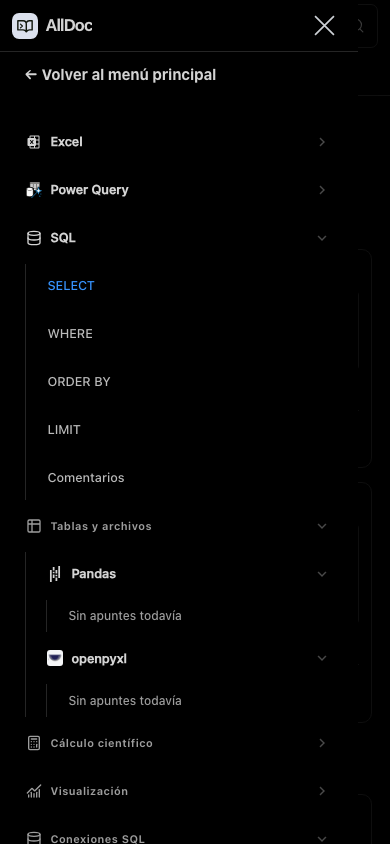 AllDoc
← Volver al menú principal
Excel
Power Query
SQL
SELECT
WHERE
ORDER BY
LIMIT
Comentarios
Tablas y archivos
Pandas
Sin apuntes todavía
openpyxl
Sin apuntes todavía
Cálculo científico
Visualización
Conexiones SQL